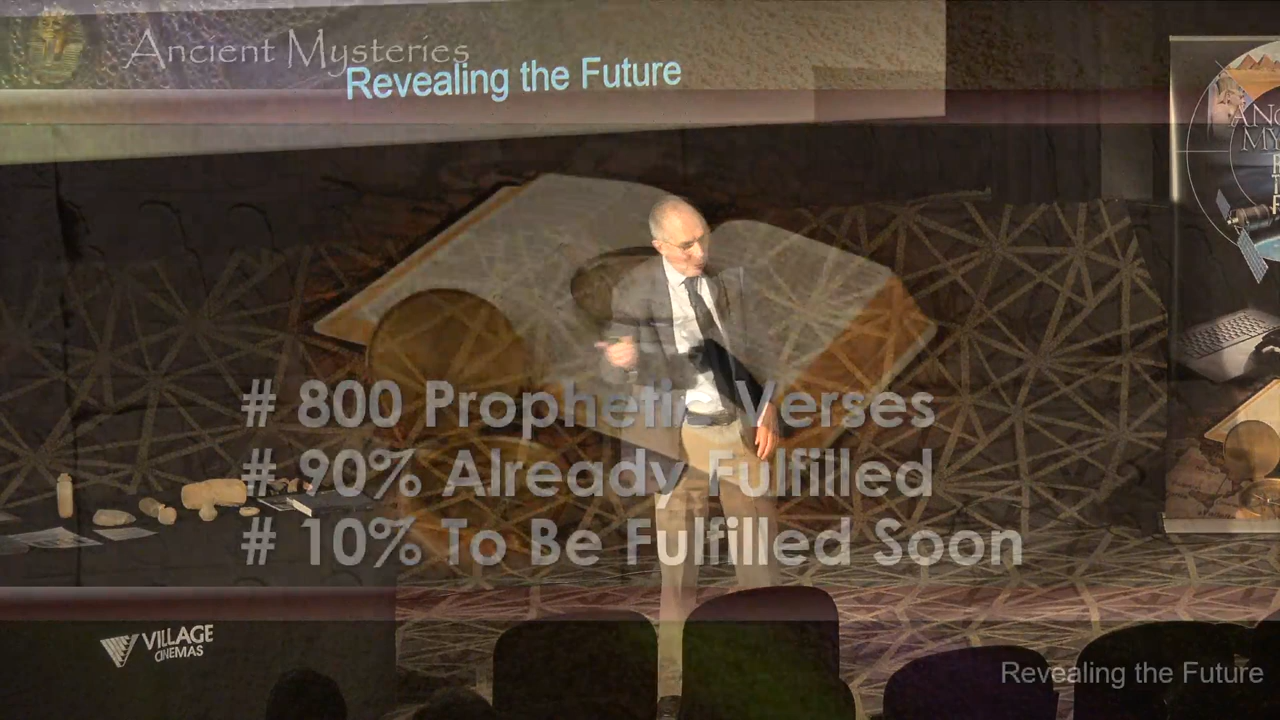 Ancient Mysteries
Revealing the Future
# 800 Prophetic Verses
# 90% Already Fulfilled
# 10% To Be Fulfilled Soon
VILLAGE
CINEMAS
Revealing the Future